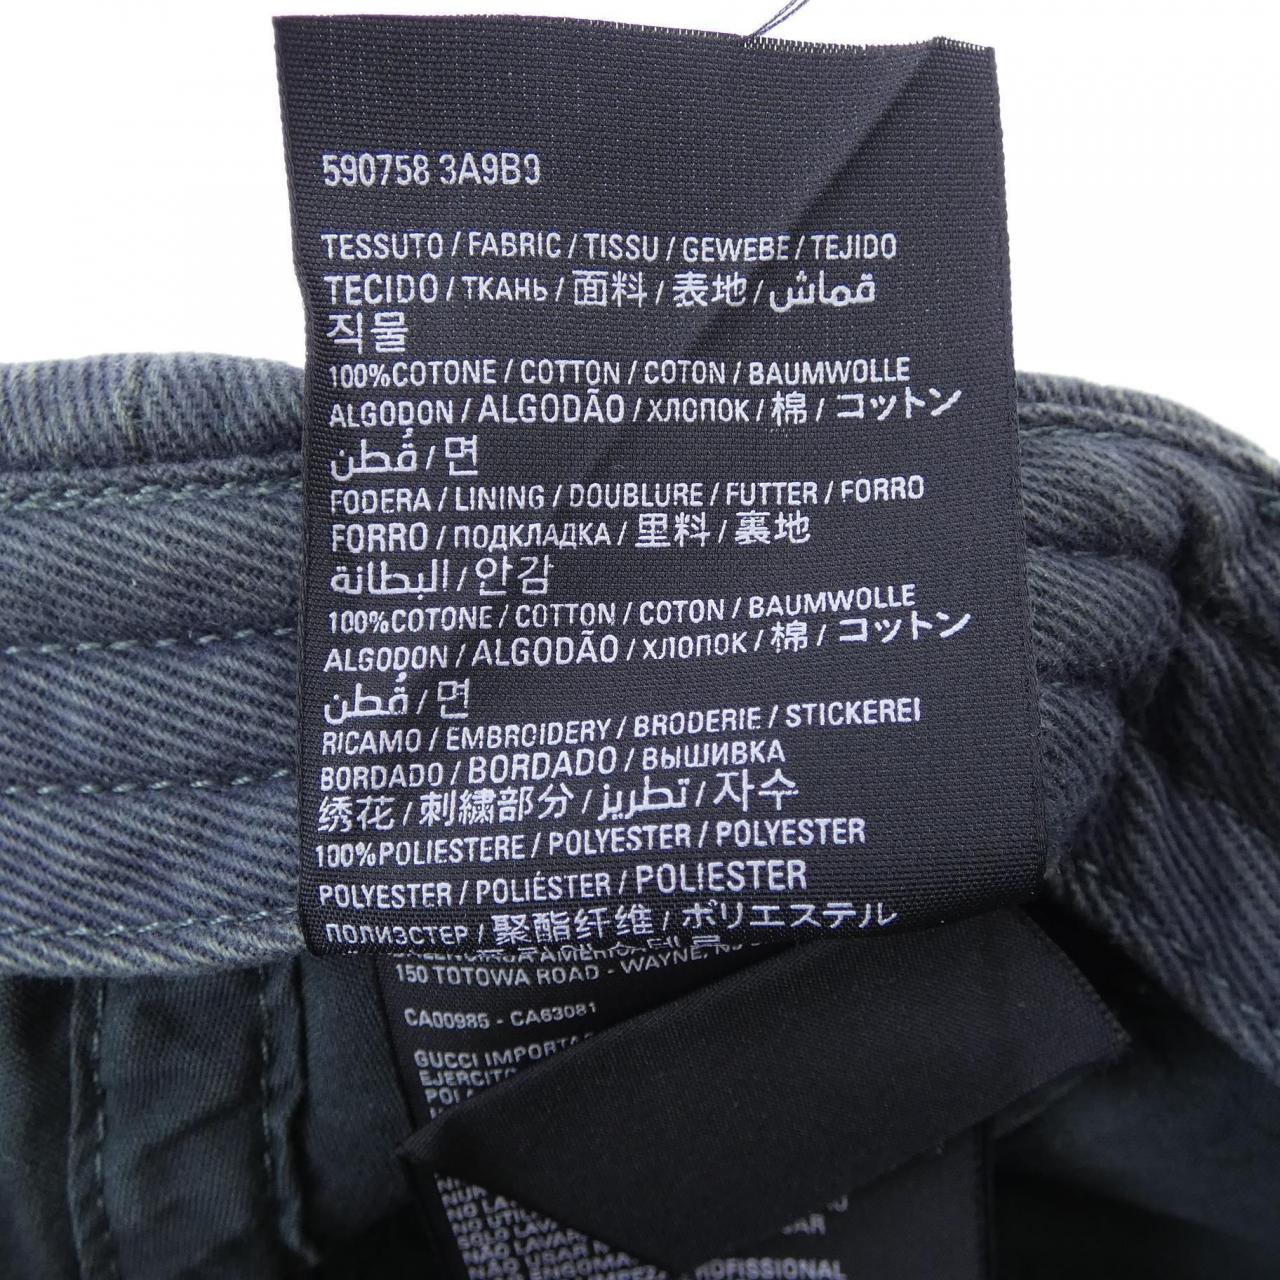 590758 3A9B9
TESSUTO / FABRIC / TISSU / GEWEBE / TEJIDO
TECIDO / ТКАНЬ / 面料 / 表地 / قماش
직물
100%COTONE / COTTON / COTON / BAUMWOLLE
ALGODON / ALGODÃO / ХЛОПОК / 棉 / コットン
قُطن / 면
FODERA / LINING / DOUBLURE / FUTTER / FORRO
FORRO / ПОДКЛАДКА / 里料 / 裏地
البطانة / 안감
100%COTONE / COTTON / COTON / BAUMWOLLE
ALGODON / ALGODÃO / ХЛОПОК / 棉 / コットン
قُطن / 면
RICAMO / EMBROIDERY / BRODERIE / STICKEREI
BORDADO / BORDADO / ВЫШИВКА
绣花 / 刺繍部分 / تطريز / 자수
100%POLIESTERE / POLYESTER / POLYESTER
POLYESTER / POLIÉSTER / POLIESTER
ПОЛИЭСТЕР / 聚酯纤维 / ポリエステル
150 TOTOWA ROAD - WAYNE,
CA00985 - CA63081
GUCCI
NÃO